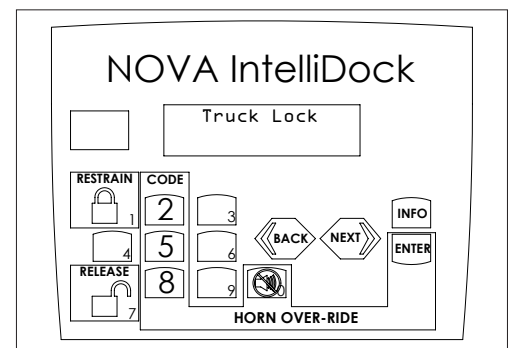 NOVA IntelliDock
Truck Lock
RESTRAIN CODE
1 2 3
INFO
BACK NEXT
4 5 6
ENTER
RELEASE
7 8 9
HORN OVER-RIDE